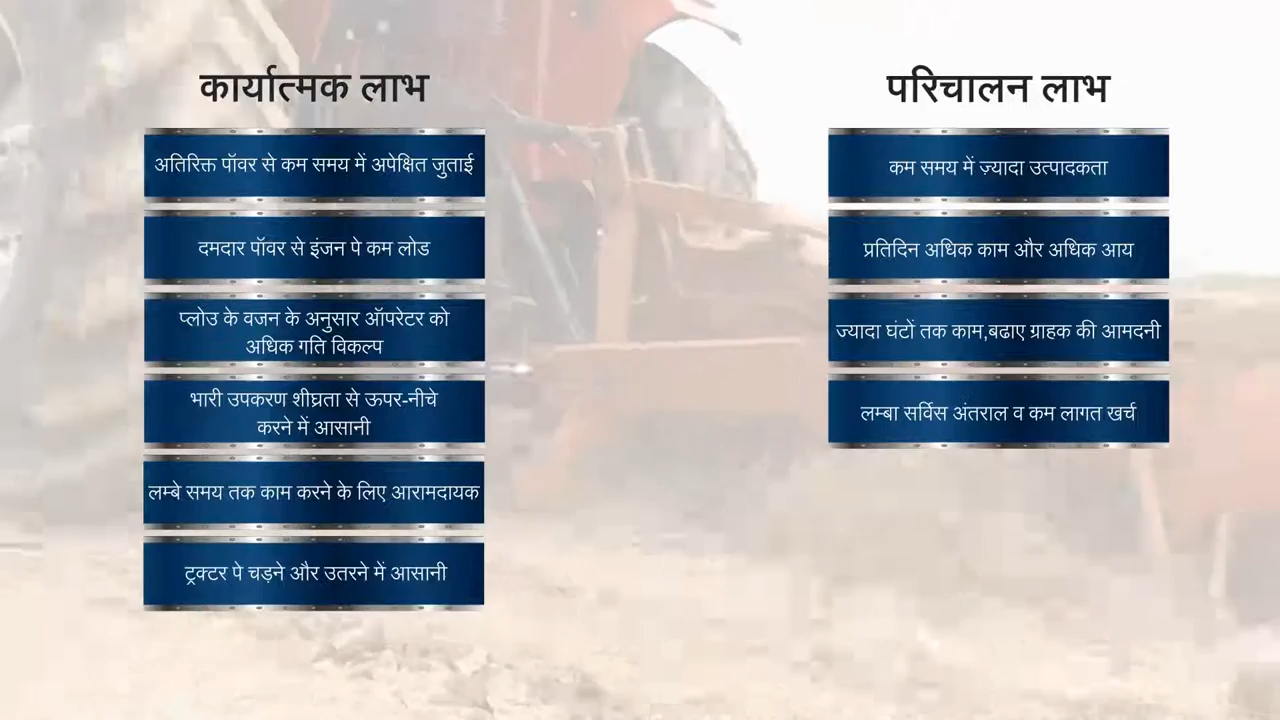 कार्यात्मक लाभ
अतिरिक्त पॉवर से कम समय में अपेक्षित जुताई
दमदार पॉवर से इंजन पे कम लोड
प्लोउ के वजन के अनुसार ऑपरेटर को
अधिक गति विकल्प
भारी उपकरण शीघ्रता से ऊपर-नीचे
करने में आसानी
लम्बे समय तक काम करने के लिए आरामदायक
ट्रक्टर पे चड़ने और उतरने में आसानी
परिचालन लाभ
कम समय में ज़्यादा उत्पादकता
प्रतिदिन अधिक काम और अधिक आय
ज्यादा घंटों तक काम,बढाए ग्राहक की आमदनी
लम्बा सर्विस अंतराल व कम लागत खर्च